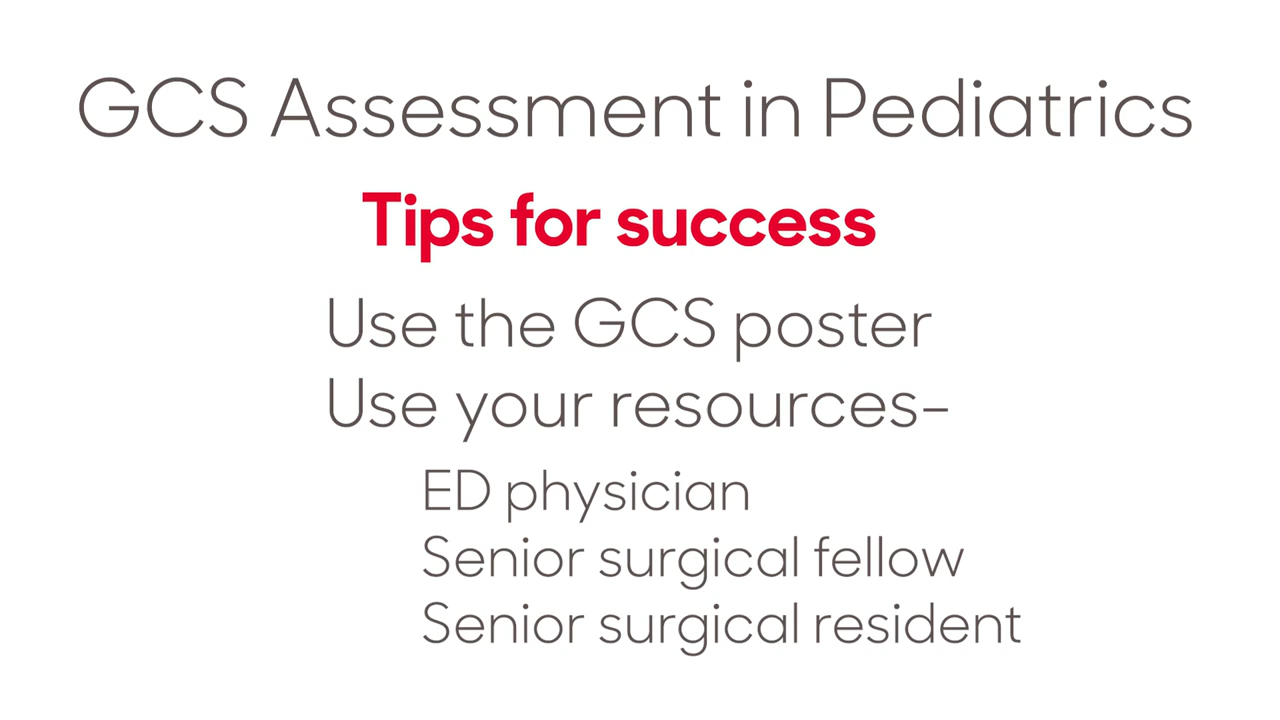 GCS Assessment in Pediatrics
Tips for success
Use the GCS poster
Use your resources–
ED physician
Senior surgical fellow
Senior surgical resident